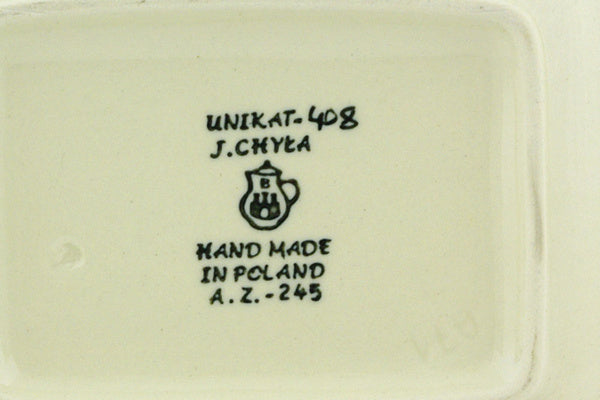 UNIKAT-408
J.CHYŁA
B
HAND MADE
IN POLAND
A.Z.-245